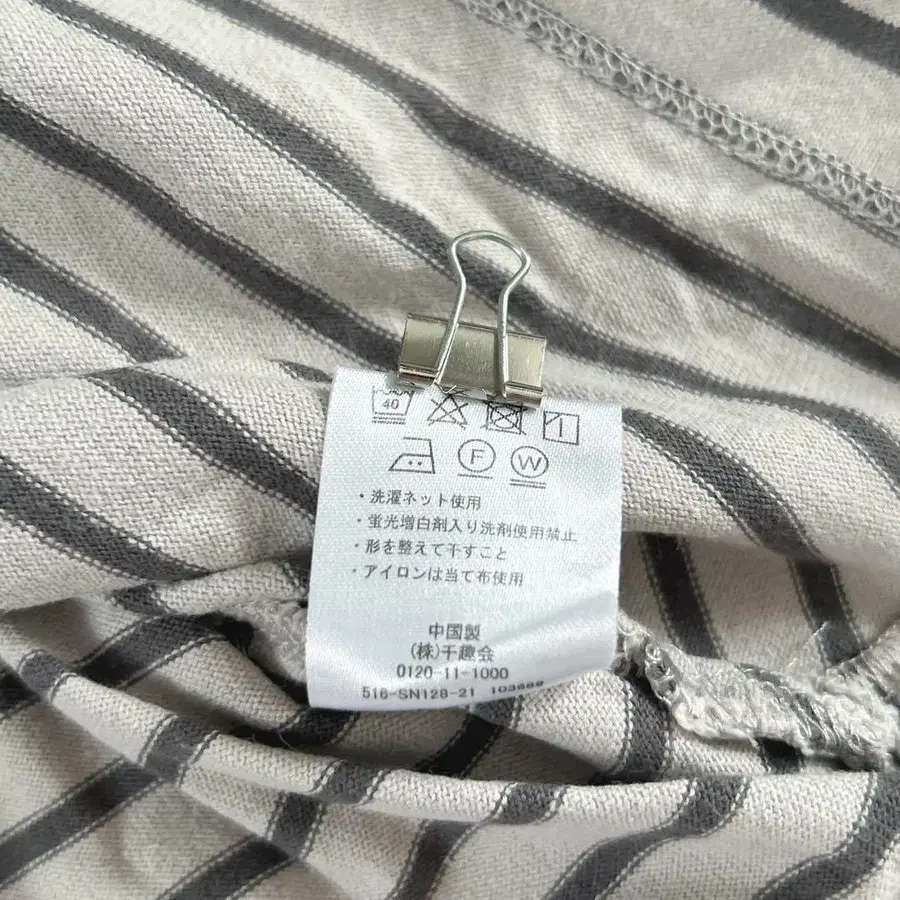 40
F W
・洗濯ネット使用
・蛍光増白剤入り洗剤使用禁止
・形を整えて干すこと
・アイロンは当て布使用
中国製
(株)千趣会
0120-11-1000
516-SN128-21